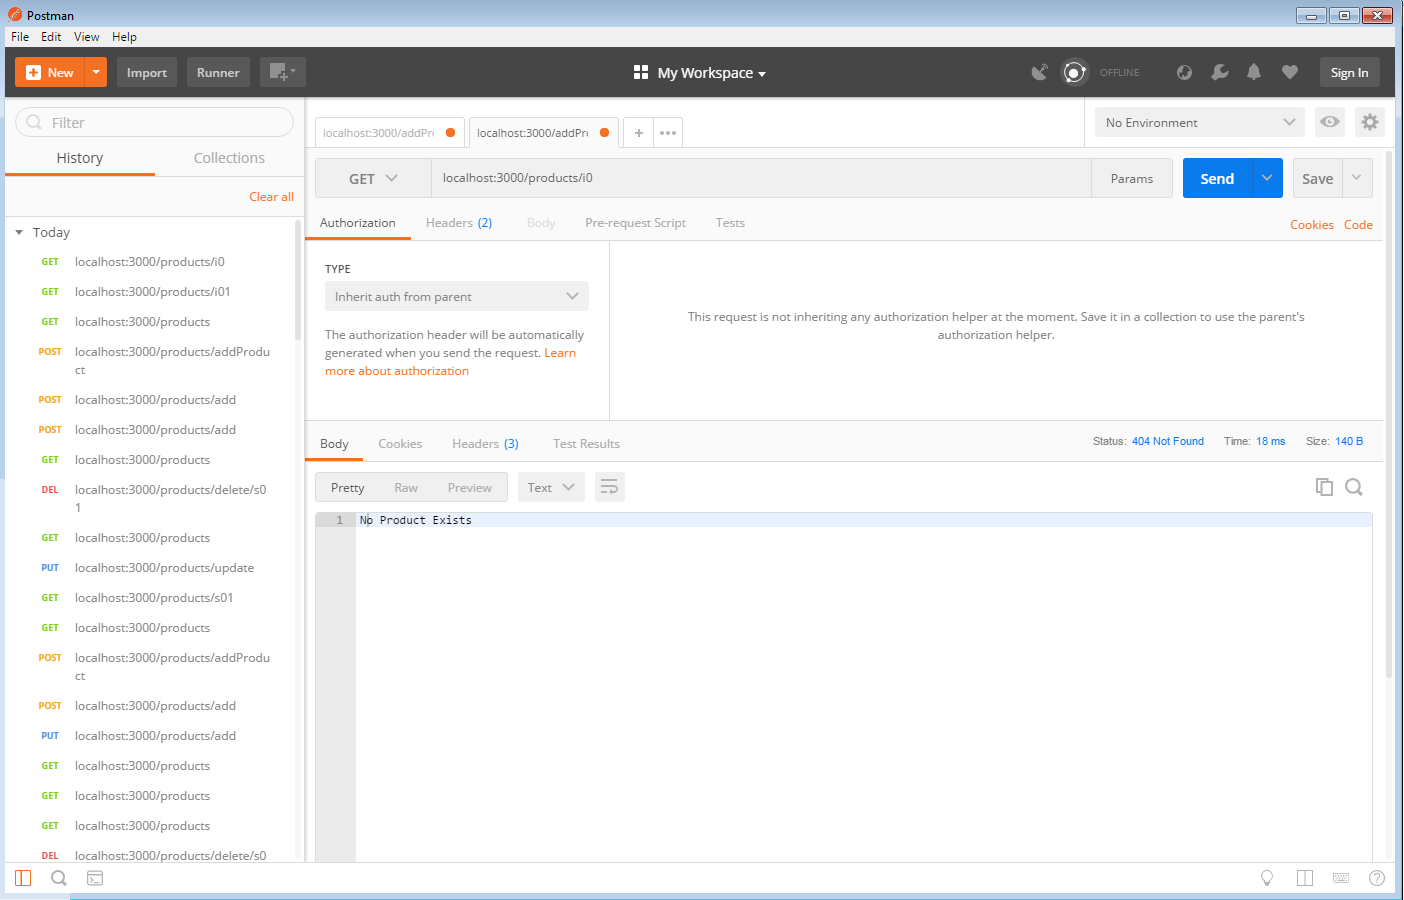 Postman
File Edit View Help
New Import Runner My Workspace OFFLINE Sign In
Filter
History Collections
Clear all
Today
GET localhost:3000/products/i0
GET localhost:3000/products/i01
GET localhost:3000/products
POST localhost:3000/products/addProdu
ct
POST localhost:3000/products/add
POST localhost:3000/products/add
GET localhost:3000/products
DEL localhost:3000/products/delete/s0
1
GET localhost:3000/products
PUT localhost:3000/products/update
GET localhost:3000/products/s01
GET localhost:3000/products
POST localhost:3000/products/addProdu
ct
POST localhost:3000/products/add
PUT localhost:3000/products/add
GET localhost:3000/products
GET localhost:3000/products
GET localhost:3000/products
DEL localhost:3000/products/delete/s0
localhost:3000/addPr localhost:3000/addPr + •••
No Environment
GET localhost:3000/products/i0 Params Send Save
Authorization Headers (2) Body Pre-request Script Tests Cookies Code
TYPE
Inherit auth from parent
The authorization header will be automatically
generated when you send the request. Learn
more about authorization
This request is not inheriting any authorization helper at the moment. Save it in a collection to use the parent's
authorization helper.
Body Cookies Headers (3) Test Results Status: 404 Not Found Time: 18 ms Size: 140 B
Pretty Raw Preview Text
1 No Product Exists